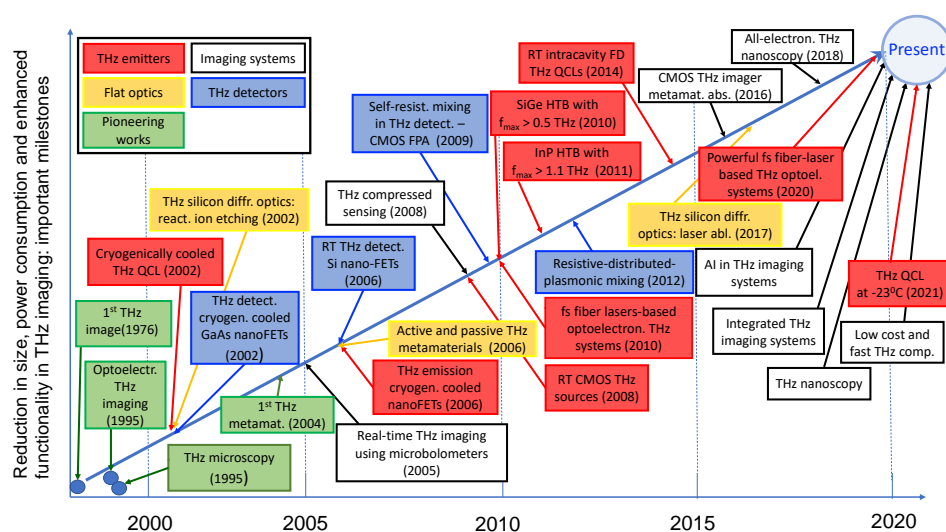 Reduction in size, power consumption and enhanced
functionality in THz imaging: important milestones
THz emitters
Imaging systems
Flat optics
THz detectors
Pioneering
works
All-electron. THz
nanoscopy (2018)
Present
RT intracavity FD
THz QCLs (2014)
CMOS THz imager
metamat. abs. (2016)
Self-resist. mixing
in THz detect. –
CMOS FPA
(2009)
SiGe HTB with
fmax > 0.5 THz (2010)
InP HTB with
fmax > 1.1 THz (2011)
Powerful fs fiber-laser
based THz optoel.
systems (2020)
THz compressed
sensing (2008)
THz silicon diffr. optics:
react. ion etching (2002)
THz silicon diffr.
optics: laser abl. (2017)
Cryogenically cooled
THz QCL (2002)
RT THz detect.
Si nano-FETs
(2006)
Resistive-distributed-
plasmonic mixing (2012)
AI in THz imaging
systems
THz QCL
at -23⁰C (2021)
1st THz
image(1976)
THz detect.
cryogen. cooled
GaAs nanoFETs
(2002)
Active and passive THz
metamaterials (2006)
fs fiber lasers-based
optoelectron. THz
systems (2010)
Integrated THz
imaging systems
Low cost and
fast THz comp.
Optoelectr.
THz
imaging
(1995)
THz emission
cryogen. cooled
nanoFETs
(2006)
RT CMOS THz
sources (2008)
THz nanoscopy
1st THz
metamat. (2004)
Real-time THz imaging
using microbolometers
(2005)
THz microscopy
(1995)
2000
2005
2010
2015
2020